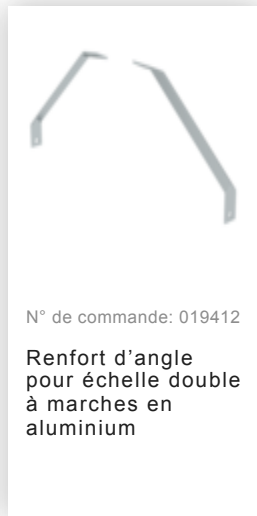 N° de commande: 019412
Renfort d’angle
pour échelle double
à marches en
aluminium